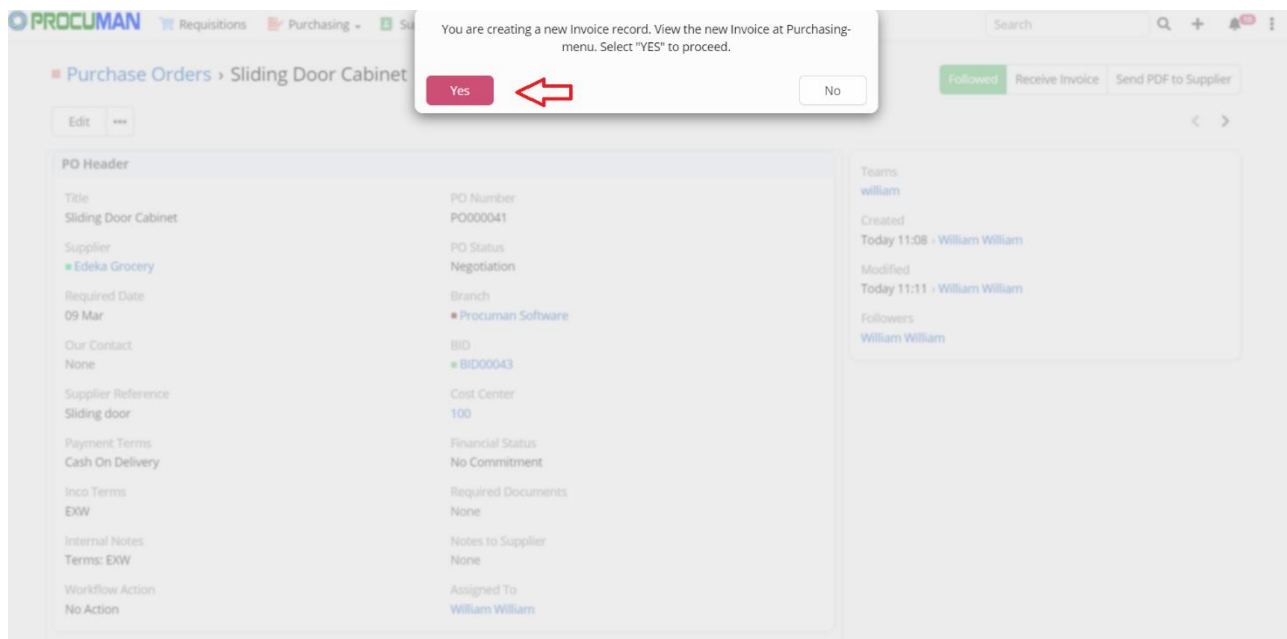 PROCUMAN Requisitions Purchasing Su Search
You are creating a new Invoice record. View the new Invoice at Purchasing-
menu. Select "YES" to proceed.
Yes No
Purchase Orders › Sliding Door Cabinet
Followed Receive Invoice Send PDF to Supplier
Edit •••
PO Header
Title PO Number
Sliding Door Cabinet PO000041
Supplier PO Status
Edeka Grocery Negotiation
Required Date Branch
09 Mar Procuman Software
Our Contact BID
None BID00043
Supplier Reference Cost Center
Sliding door 100
Payment Terms Financial Status
Cash On Delivery No Commitment
Inco Terms Required Documents
EXW None
Internal Notes Notes to Supplier
Terms: EXW None
Workflow Action Assigned To
No Action William William
Teams
william
Created
Today 11:08 › William William
Modified
Today 11:11 › William William
Followers
William William